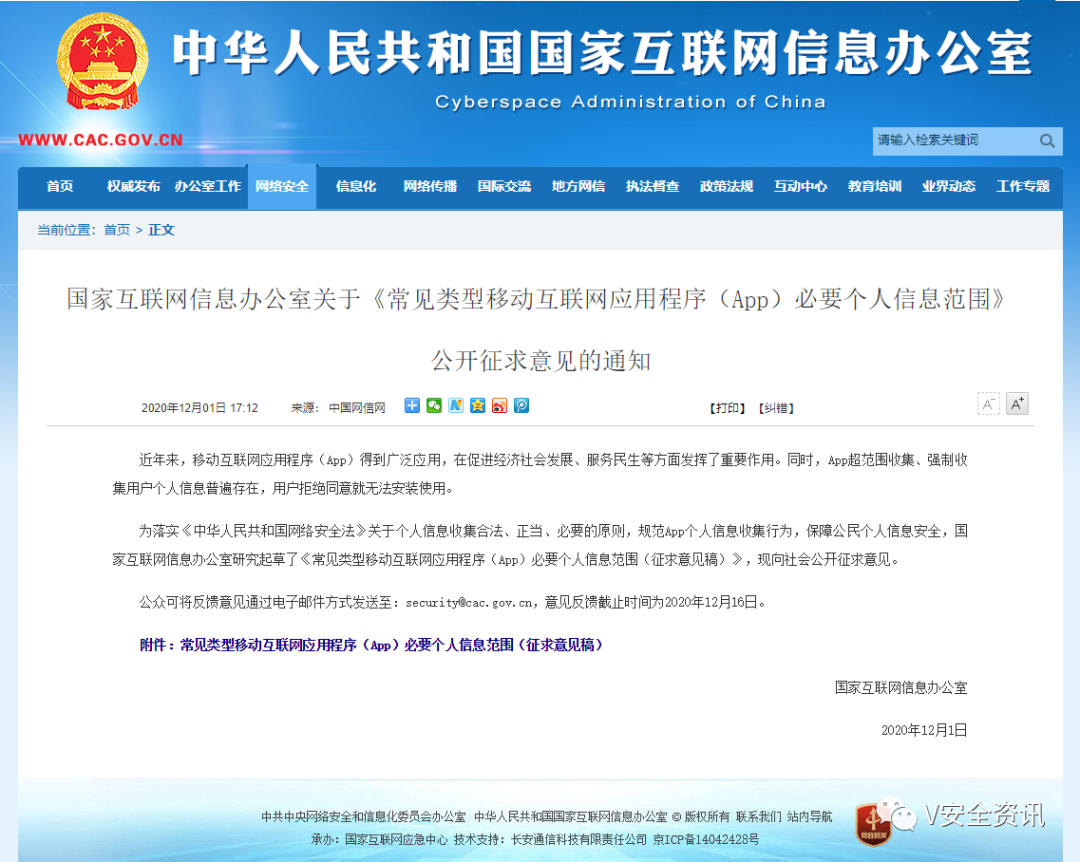 中华人民共和国国家互联网信息办公室
Cyberspace Administration of China
WWW.CAC.GOV.CN
请输入检索关键词
首页 权威发布 办公室工作 网络安全 信息化 网络传播 国际交流 地方网信 执法督查 政策法规 互动中心 教育培训 业界动态 工作专题
当前位置：首页 > 正文
国家互联网信息办公室关于《常见类型移动互联网应用程序（App）必要个人信息范围》
公开征求意见的通知
2020年12月01日 17:12 来源： 中国网信网 【打印】 【纠错】 A- A+
近年来，移动互联网应用程序（App）得到广泛应用，在促进经济社会发展、服务民生等方面发挥了重要作用。同时，App超范围收集、强制收
集用户个人信息普遍存在，用户拒绝同意就无法安装使用。
为落实《中华人民共和国网络安全法》关于个人信息收集合法、正当、必要的原则，规范App个人信息收集行为，保障公民个人信息安全，国
家互联网信息办公室研究起草了《常见类型移动互联网应用程序（App）必要个人信息范围（征求意见稿）》，现向社会公开征求意见。
公众可将反馈意见通过电子邮件方式发送至：security@cac.gov.cn，意见反馈截止时间为2020年12月16日。
附件：常见类型移动互联网应用程序（App）必要个人信息范围（征求意见稿）
国家互联网信息办公室
2020年12月1日
中共中央网络安全和信息化委员会办公室 中华人民共和国国家互联网信息办公室 © 版权所有 联系我们 站内导航
承办：国家互联网应急中心 技术支持：长安通信科技有限责任公司 京ICP备14042428号
党政机关
V安全资讯